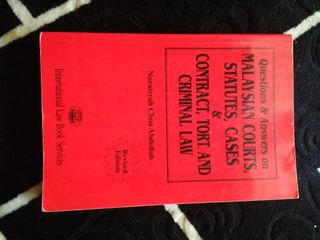 Questions & Answers on
MALAYSIAN COURTS,
STATUTES, CASES
&
CONTRACT, TORT AND
CRIMINAL LAW
Nuraisyah Chua Abdullah
Revised
Edition
International Law Book Services